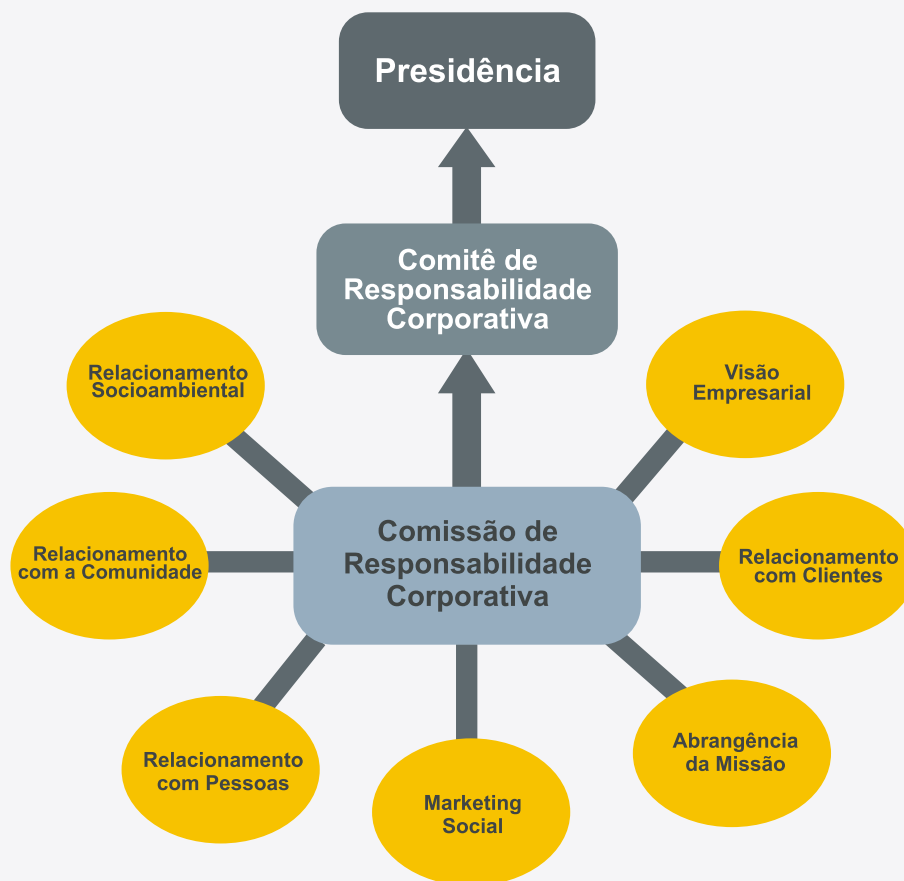 Presidência
Comitê de
Responsabilidade
Corporativa
Relacionamento
Socioambiental
Visão
Empresarial
Comissão de
Responsabilidade
Corporativa
Relacionamento
com a Comunidade
Relacionamento
com Clientes
Relacionamento
com Pessoas
Marketing
Social
Abrangência
da Missão